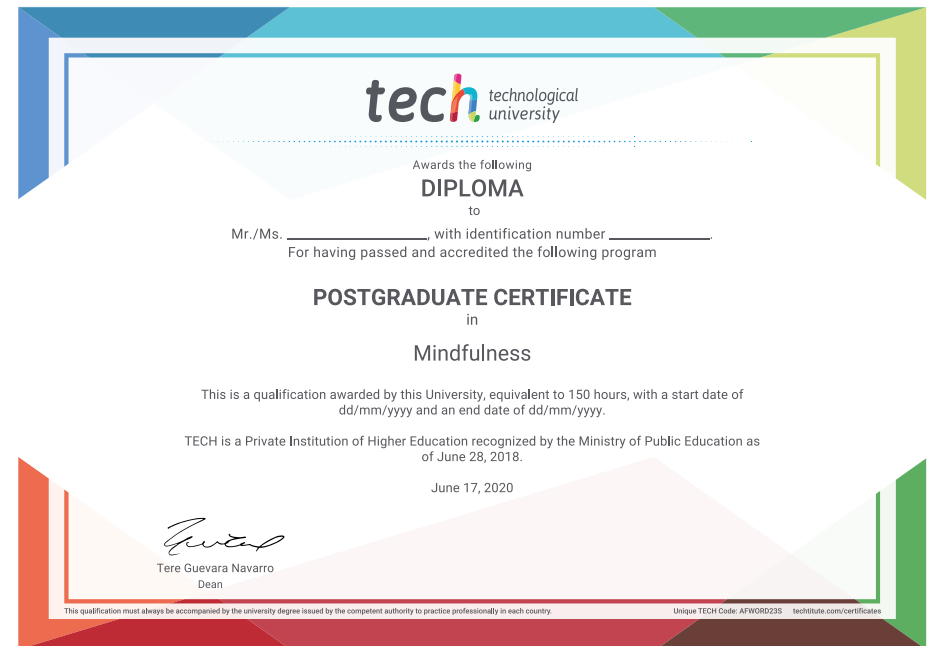 tech technological
university
Awards the following
DIPLOMA
to
Mr./Ms. ____________________, with identification number ______________.
For having passed and accredited the following program
POSTGRADUATE CERTIFICATE
in
Mindfulness
This is a qualification awarded by this University, equivalent to 150 hours, with a start date of
dd/mm/yyyy and an end date of dd/mm/yyyy.
TECH is a Private Institution of Higher Education recognized by the Ministry of Public Education as
of June 28, 2018.
June 17, 2020
Tere Guevara Navarro
Dean
This qualification must always be accompanied by the university degree issued by the competent authority to practice professionally in each country.
Unique TECH Code: AFWORD23S techtitute.com/certificates